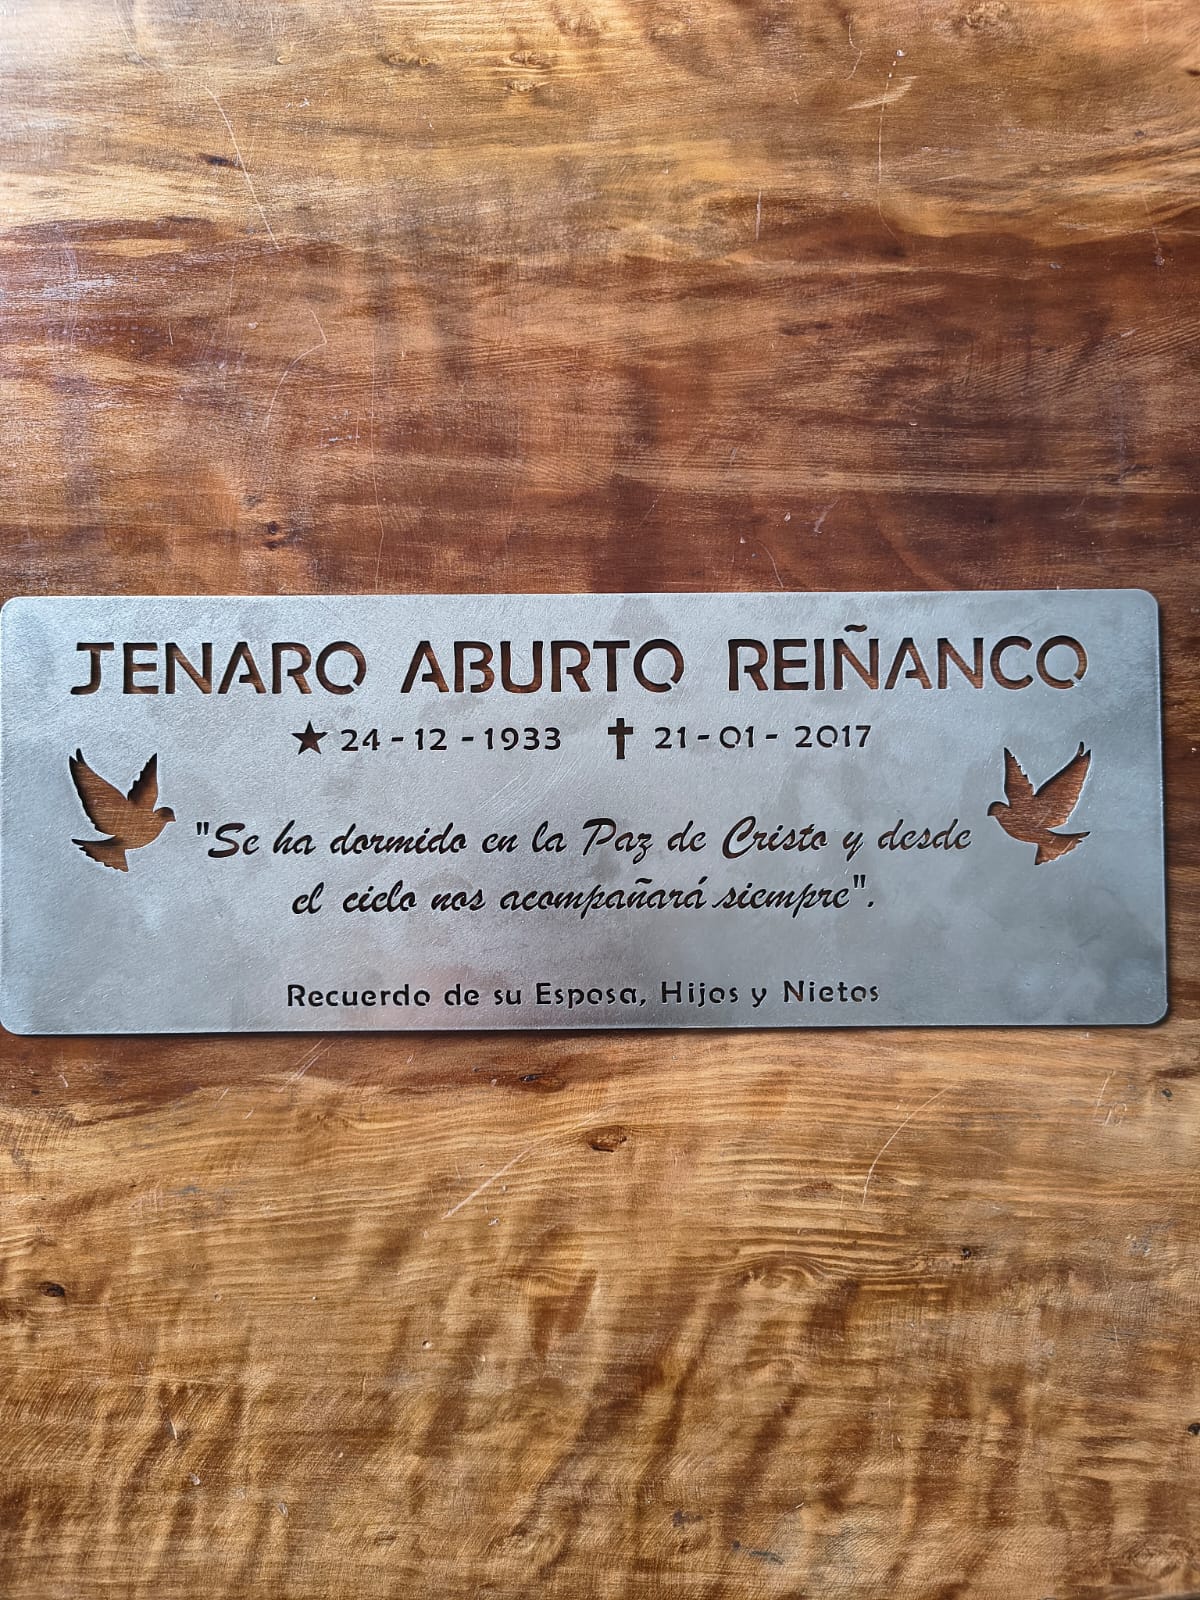 JENARO ABURTO REIÑANCO
★ 24-12-1933 ✝ 21-01-2017
"Se ha dormido en la Paz de Cristo y desde
el cielo nos acompañará siempre".
Recuerdo de su Esposa, Hijos y Nietos